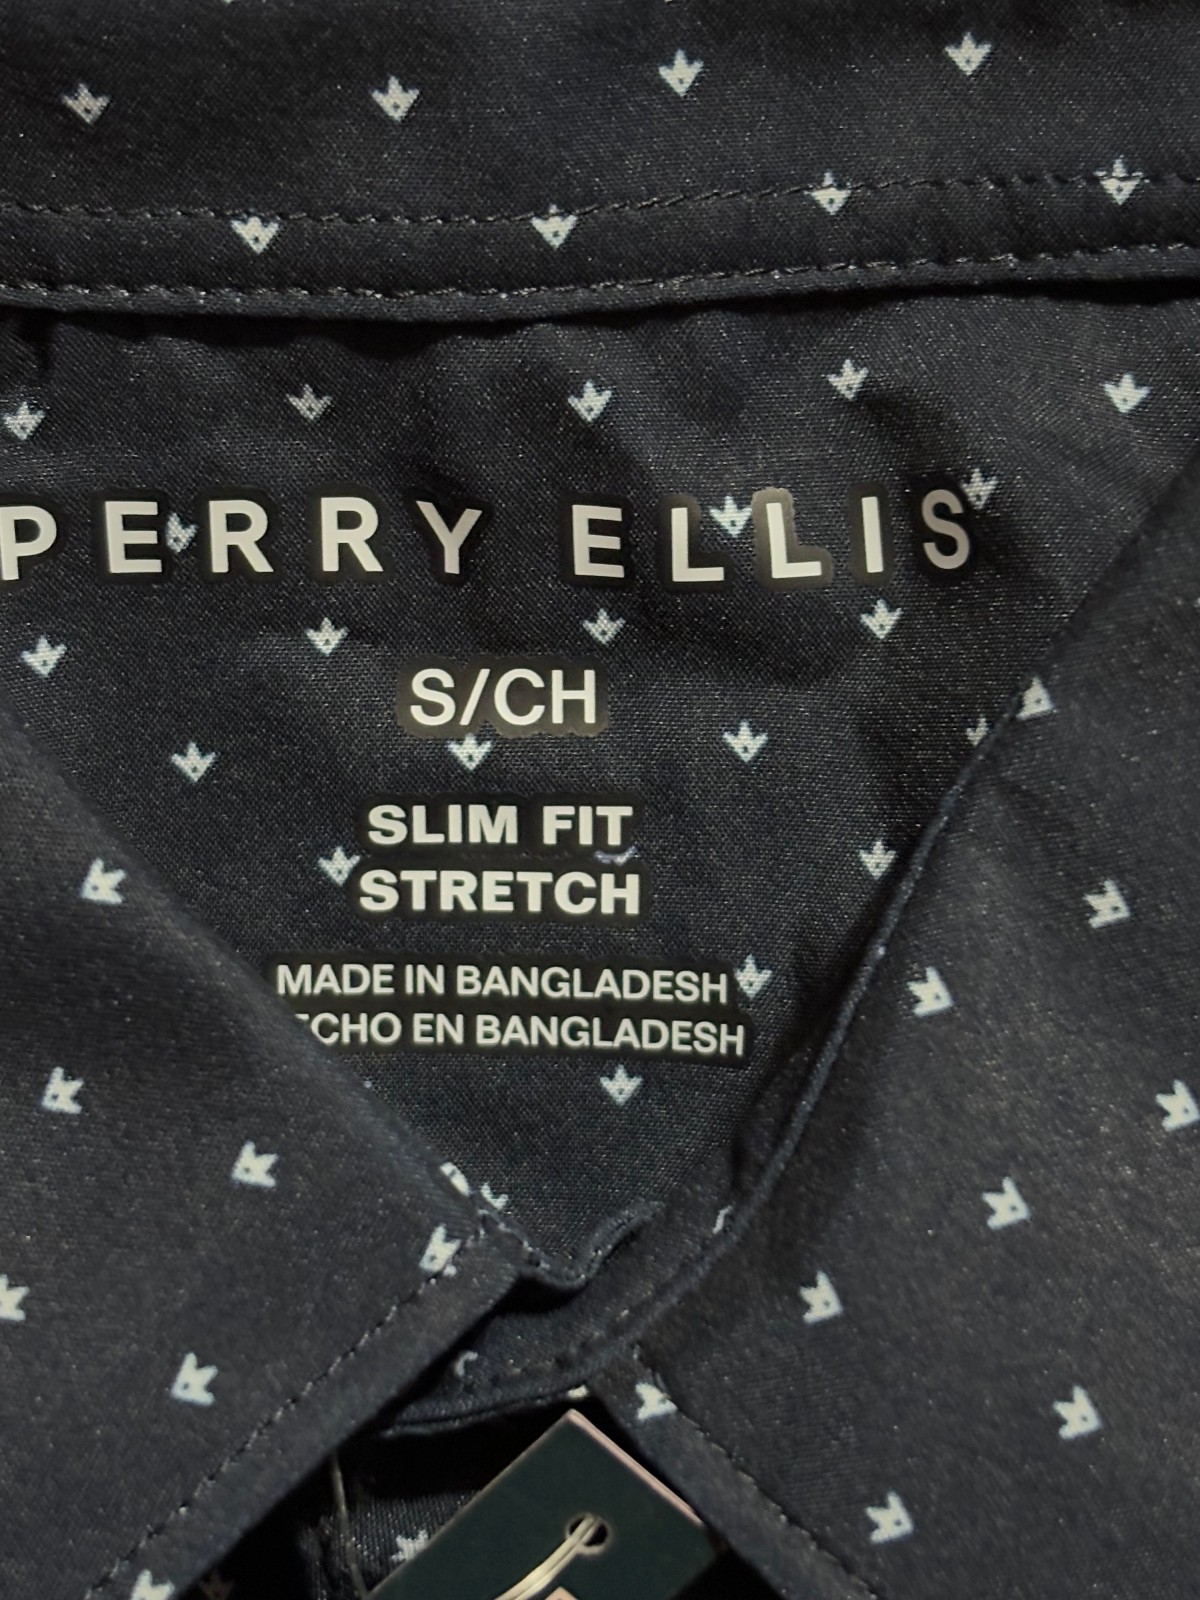 PERRY ELLIS
S/CH
SLIM FIT
STRETCH
MADE IN BANGLADESH
ECHO EN BANGLADESH